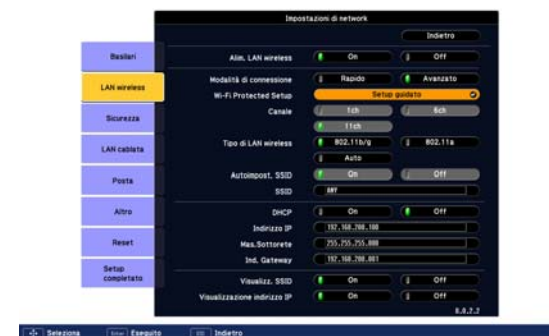 Impostazioni di network
Indietro
Basilari
LAN wireless
Sicurezza
LAN cablata
Posta
Altro
Reset
Setup completato
Alim. LAN wireless On Off
Modalità di connessione Rapido Avanzato
Wi-Fi Protected Setup Setup guidato
Canale 1ch 6ch
11ch
Tipo di LAN wireless 802.11b/g 802.11a
Auto
Autoimpost. SSID On Off
SSID ANY
DHCP On Off
Indirizzo IP 192.168.200.100
Mas.Sottorete 255.255.255.000
Ind. Gateway 192.168.200.001
Visualizz. SSID On Off
Visualizzazione indirizzo IP On Off
Seleziona Enter Eseguito ESC Indietro